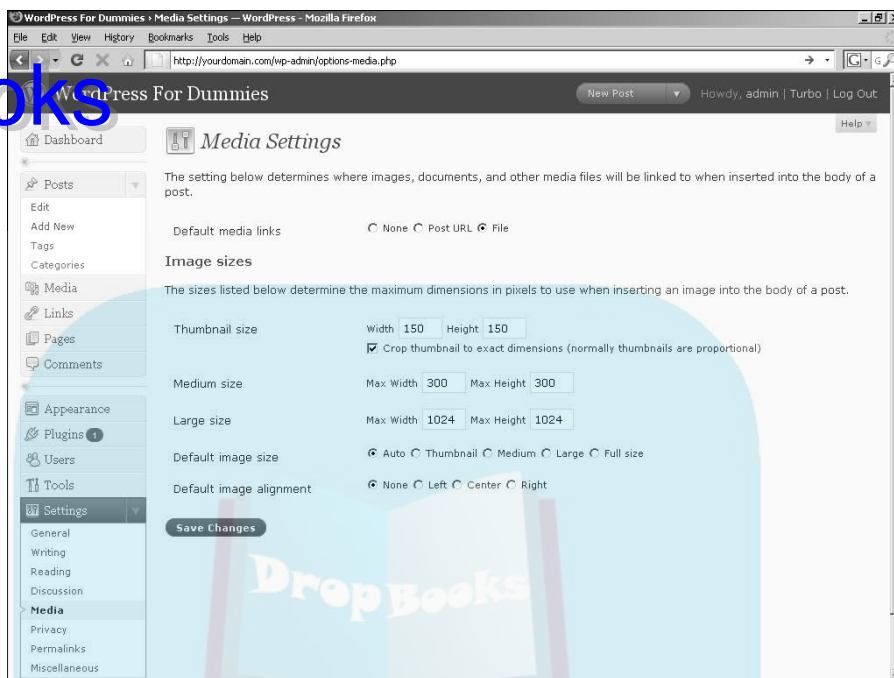 WordPress For Dummies › Media Settings — WordPress - Mozilla Firefox
File Edit View History Bookmarks Tools Help
http://yourdomain.com/wp-admin/options-media.php
oks
WordPress For Dummies
New Post
Howdy, admin | Turbo | Log Out
Help
Dashboard
Media Settings
Posts
Edit
Add New
Tags
Categories
Media
Links
Pages
Comments
Appearance
Plugins 1
Users
Tools
Settings
General
Writing
Reading
Discussion
Media
Privacy
Permalinks
Miscellaneous
The setting below determines where images, documents, and other media files will be linked to when inserted into the body of a
post.
Default media links None Post URL File
Image sizes
The sizes listed below determine the maximum dimensions in pixels to use when inserting an image into the body of a post.
Thumbnail size Width 150 Height 150
Crop thumbnail to exact dimensions (normally thumbnails are proportional)
Medium size Max Width 300 Max Height 300
Large size Max Width 1024 Max Height 1024
Default image size Auto Thumbnail Medium Large Full size
Default image alignment None Left Center Right
Save Changes
DropBooks